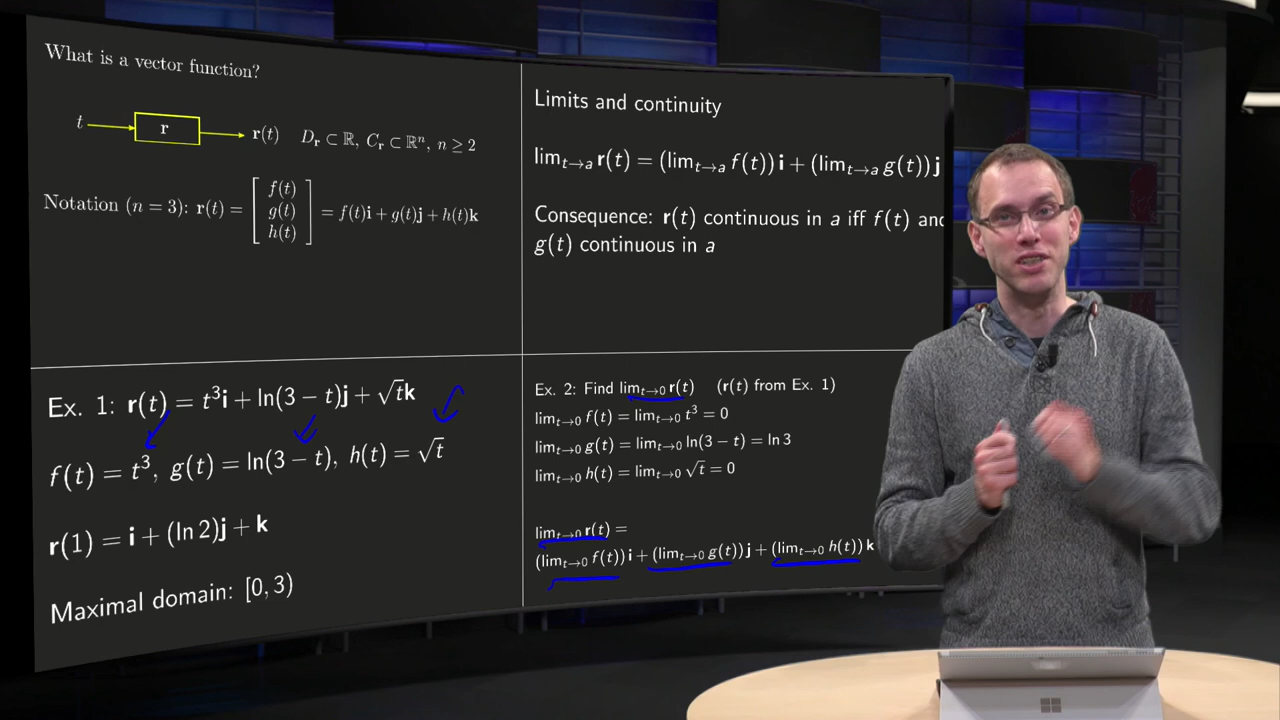 What is a vector function?
t r r(t) D_r ⊂ ℝ, C_r ⊂ ℝⁿ, n ≥ 2
Notation (n = 3): r(t) = [ f(t) g(t) h(t) ] = f(t)i + g(t)j + h(t)k
Limits and continuity
lim_{t→a} r(t) = (lim_{t→a} f(t)) i + (lim_{t→a} g(t)) j
Consequence: r(t) continuous in a iff f(t) and
g(t) continuous in a
Ex. 1: r(t) = t³i + ln(3 − t)j + √tk
f(t) = t³, g(t) = ln(3 − t), h(t) = √t
r(1) = i + (ln 2)j + k
Maximal domain: [0, 3)
Ex. 2: Find lim_{t→0} r(t) (r(t) from Ex. 1)
lim_{t→0} f(t) = lim_{t→0} t³ = 0
lim_{t→0} g(t) = lim_{t→0} ln(3 − t) = ln 3
lim_{t→0} h(t) = lim_{t→0} √t = 0
lim_{t→0} r(t) =
(lim_{t→0} f(t)) i + (lim_{t→0} g(t)) j + (lim_{t→0} h(t)) k